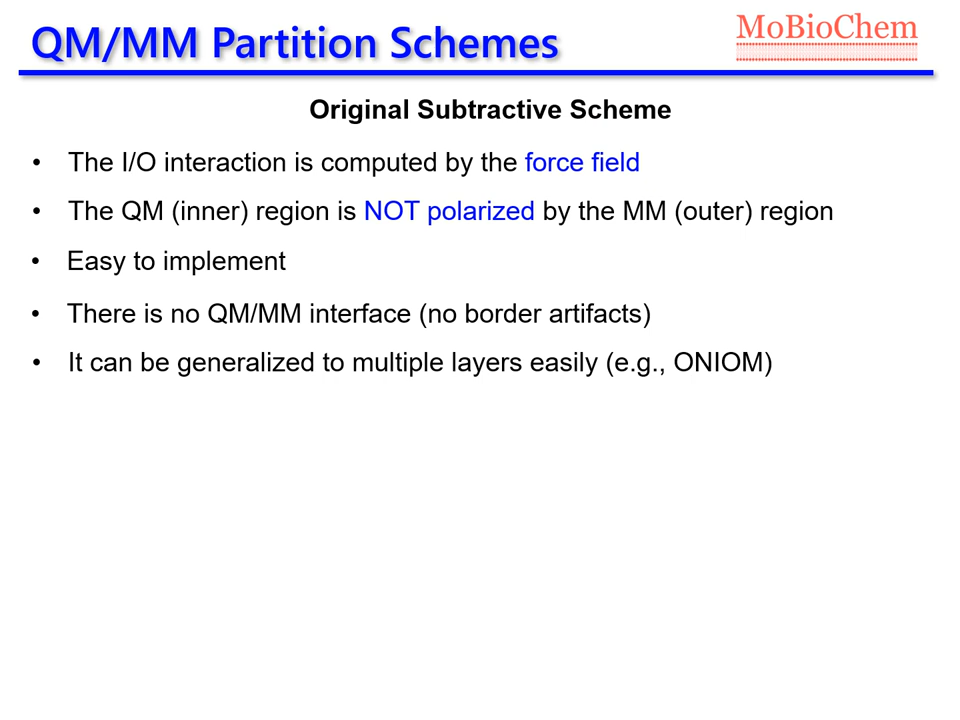 QM/MM Partition Schemes
MoBioChem
Original Subtractive Scheme
• The I/O interaction is computed by the force field
• The QM (inner) region is NOT polarized by the MM (outer) region
• Easy to implement
• There is no QM/MM interface (no border artifacts)
• It can be generalized to multiple layers easily (e.g., ONIOM)